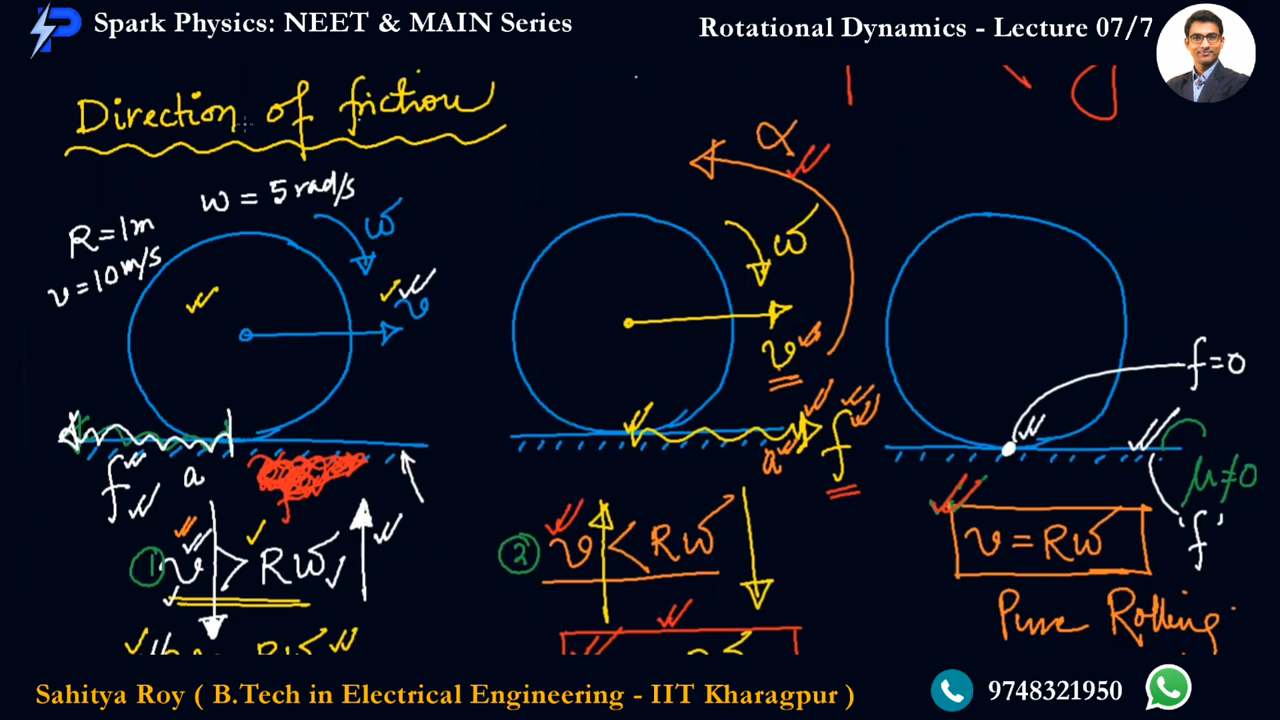 Spark Physics: NEET & MAIN Series
Rotational Dynamics - Lecture 07/7
Direction of friction
ω = 5 rad/s
R = 1m
v = 10 m/s
ω
v
f
a
f
① v > Rω
α
ω
v
a
f
② v < Rω
f = 0
μ ≠ 0
'f'
v = Rω
Pure Rolling
Sahitya Roy ( B.Tech in Electrical Engineering - IIT Kharagpur )
9748321950